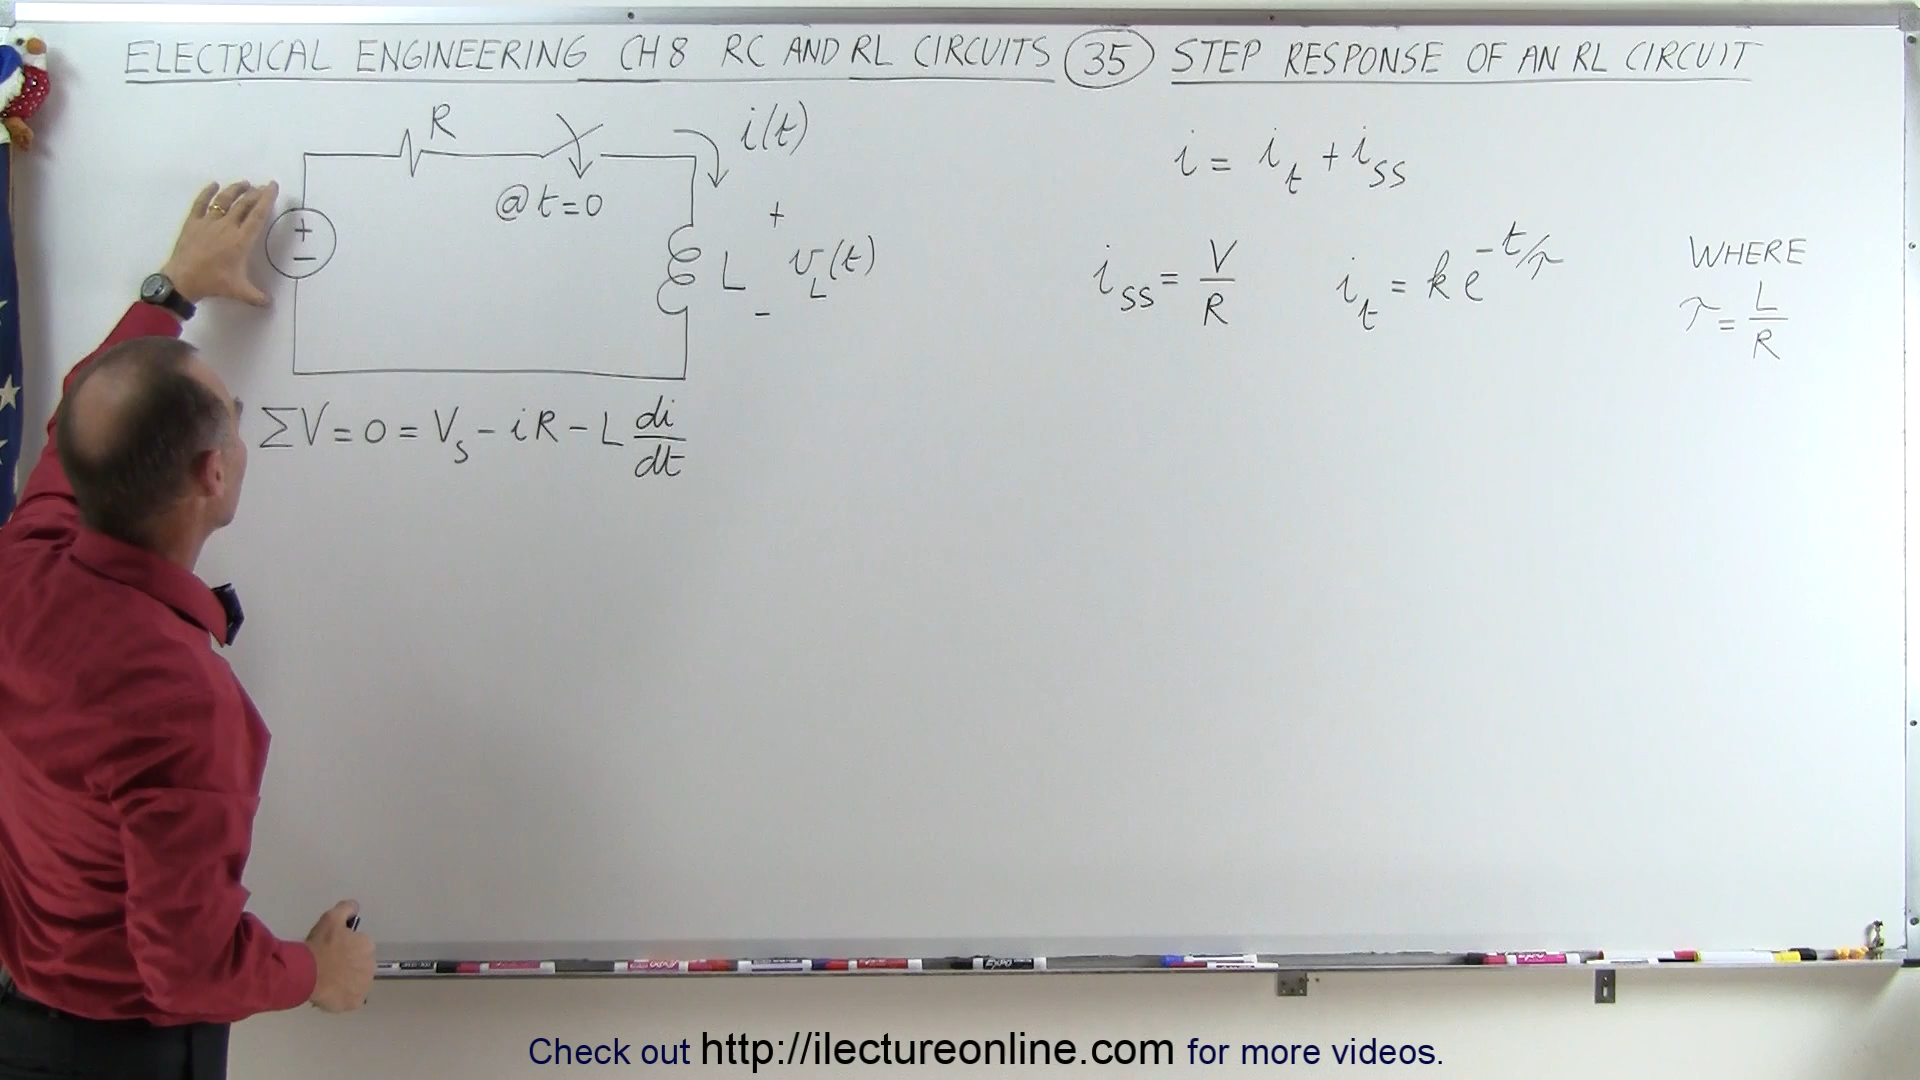 ELECTRICAL ENGINEERING CH 8 RC AND RL CIRCUITS 35 STEP RESPONSE OF AN RL CIRCUIT
R
i(t)
@ t=0
+
−
+
L
v_L(t)
−
ΣV = 0 = V_s − iR − L di/dt
i = i_t + i_ss
i_ss = V/R
i_t = k e^(−t/τ)
WHERE
τ = L/R
Check out http://ilectureonline.com for more videos.